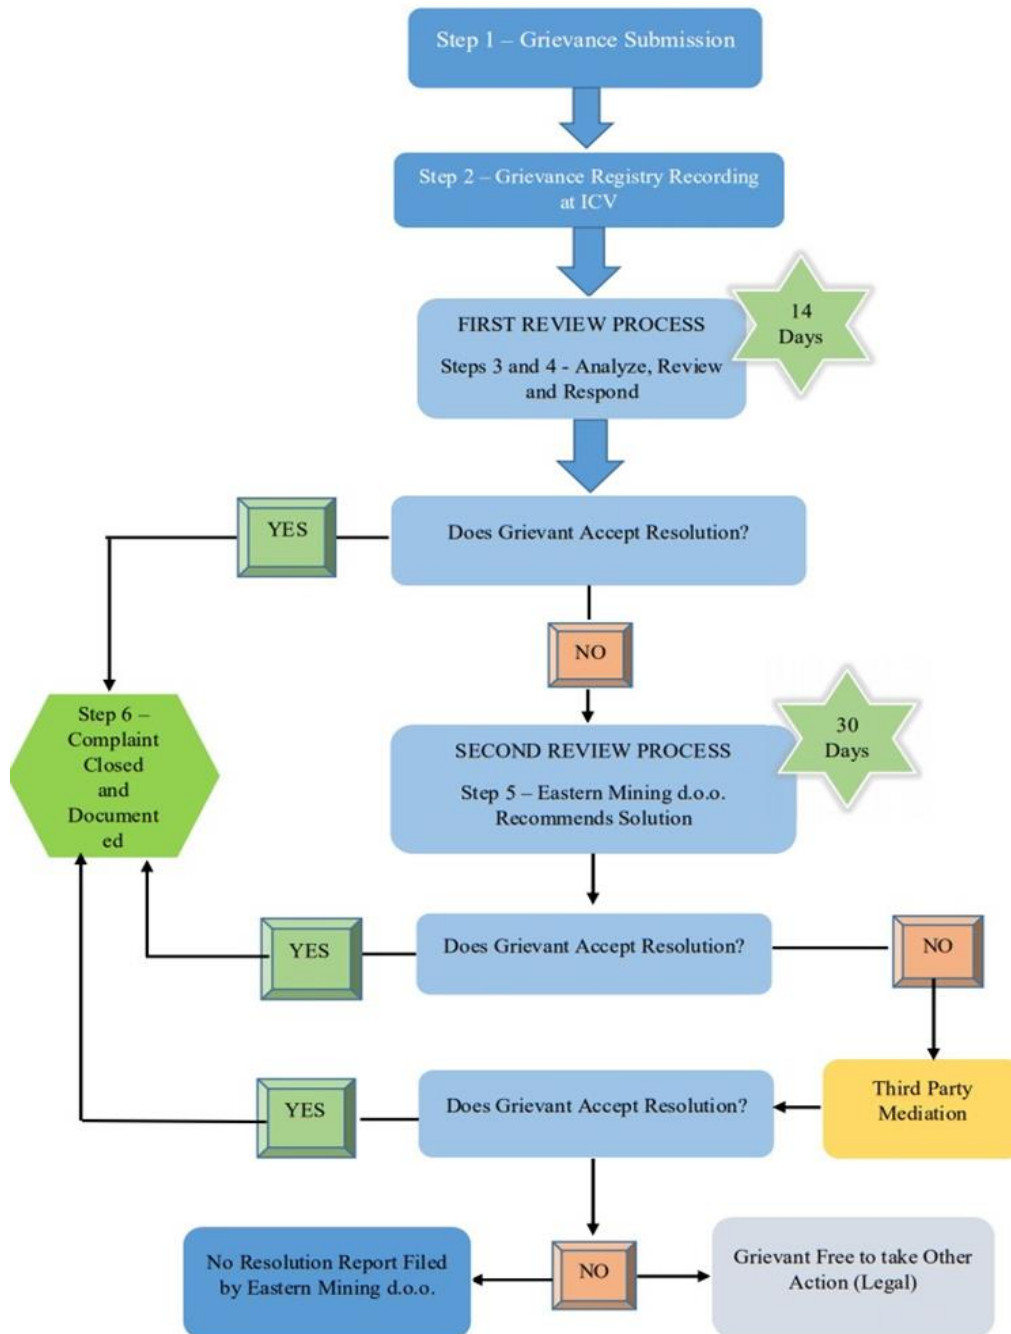 Step 1 – Grievance Submission
Step 2 – Grievance Registry Recording
at ICV
14
Days
FIRST REVIEW PROCESS
Steps 3 and 4 - Analyze, Review
and Respond
YES
Does Grievant Accept Resolution?
NO
Step 6 –
Complaint
Closed
and
Document
ed
30
Days
SECOND REVIEW PROCESS
Step 5 – Eastern Mining d.o.o.
Recommends Solution
YES
Does Grievant Accept Resolution?
NO
Third Party
Mediation
YES
Does Grievant Accept Resolution?
No Resolution Report Filed
by Eastern Mining d.o.o.
NO
Grievant Free to take Other
Action (Legal)